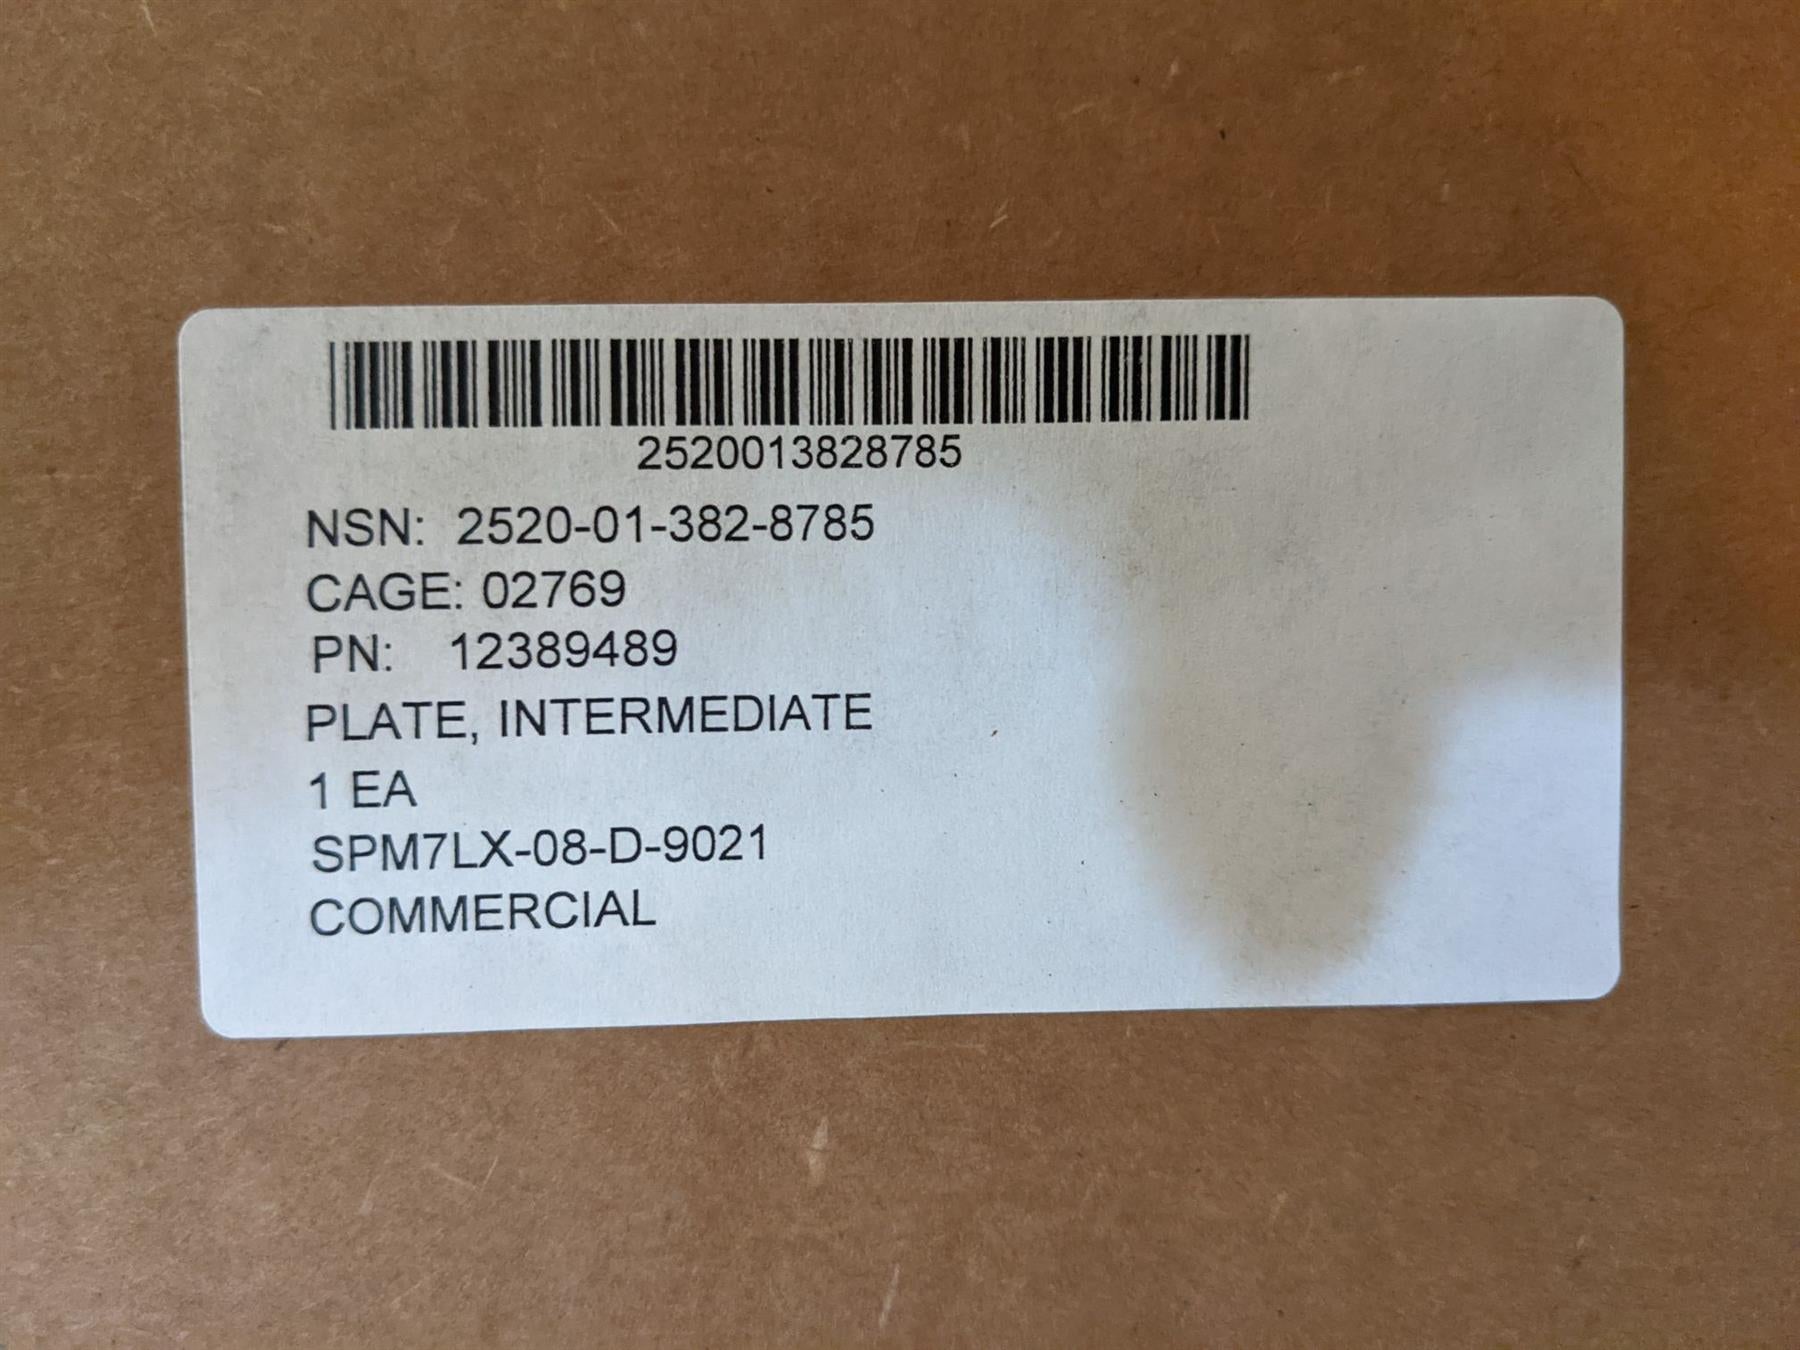 2520013828785
NSN: 2520-01-382-8785
CAGE: 02769
PN: 12389489
PLATE, INTERMEDIATE
1 EA
SPM7LX-08-D-9021
COMMERCIAL